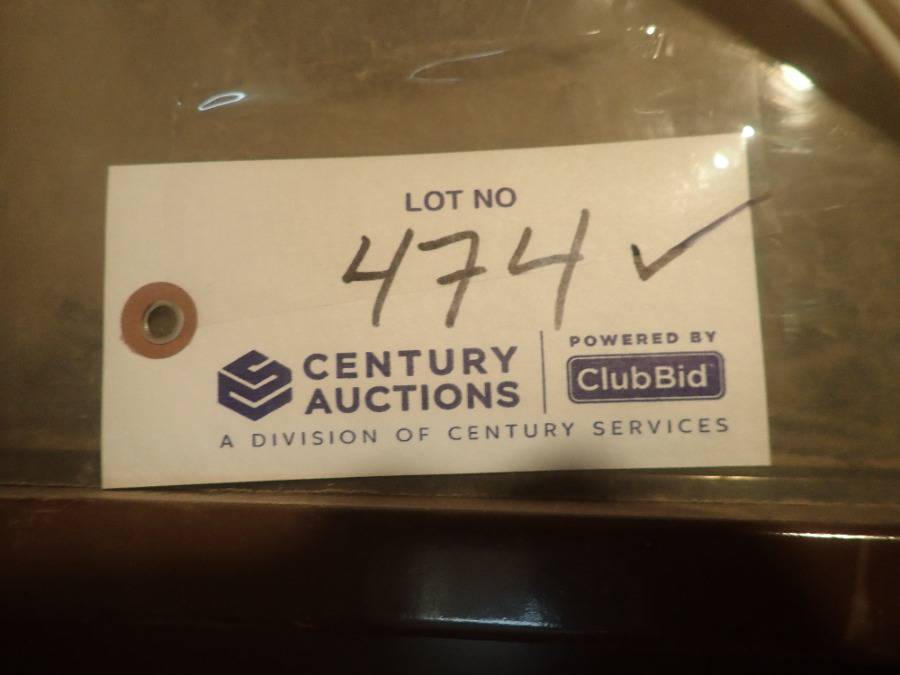 LOT NO
474 ✓
CENTURY
AUCTIONS
POWERED BY
ClubBid
A DIVISION OF CENTURY SERVICES